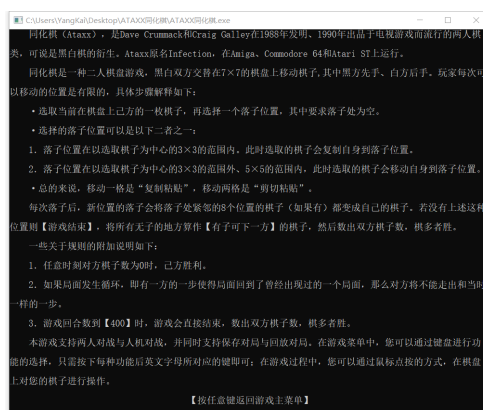 C:\Users\YangKai\Desktop\ATAXX同化棋\ATAXX同化棋.exe
同化棋（Ataxx），是Dave Crummack和Craig Galley在1988年发明、1990年出品于电视游戏而流行的两人棋
类，可说是黑白棋的衍生。Ataxx原名Infection，在Amiga、Commodore 64和Atari ST上运行。
同化棋是一种二人棋盘游戏，黑白双方交替在7×7的棋盘上移动棋子,其中黑方先手、白方后手。玩家每次可
以移动的位置是有限的，具体步骤解释如下：
·选取当前在棋盘上己方的一枚棋子，再选择一个落子位置，其中要求落子处为空。
·选择的落子位置可以是以下二者之一：
1. 落子位置在以选取棋子为中心的3×3的范围内。此时选取的棋子会复制自身到落子位置。
2. 落子位置在以选取棋子为中心的3×3的范围外、5×5的范围内，此时选取的棋子会移动自身到落子位置。
·总的来说，移动一格是“复制粘贴”，移动两格是“剪切粘贴”。
每次落子后，新位置的落子会将落子处紧邻的8个位置的棋子（如果有）都变成自己的棋子。若没有上述这种
位置则【游戏结束】，将所有无子的地方算作【有子可下一方】的棋子，然后数出双方棋子数，棋多者胜。
一些关于规则的附加说明如下：
1. 任意时刻对方棋子数为0时，己方胜利。
2. 如果局面发生循环，即有一方的一步使得局面回到了曾经出现过的一个局面，那么对方将不能走出和当时
一样的一步。
3. 游戏回合数到【400】时，游戏会直接结束，数出双方棋子数，棋多者胜。
本游戏支持两人对战与人机对战，并同时支持保存对局与回放对局。在游戏菜单中，您可以通过键盘进行功
能的选择，只需按下每种功能后英文字母所对应的键即可；在游戏过程中，您可以通过鼠标点按的方式，在棋盘
上对您的棋子进行操作。
【按任意键返回游戏主菜单】